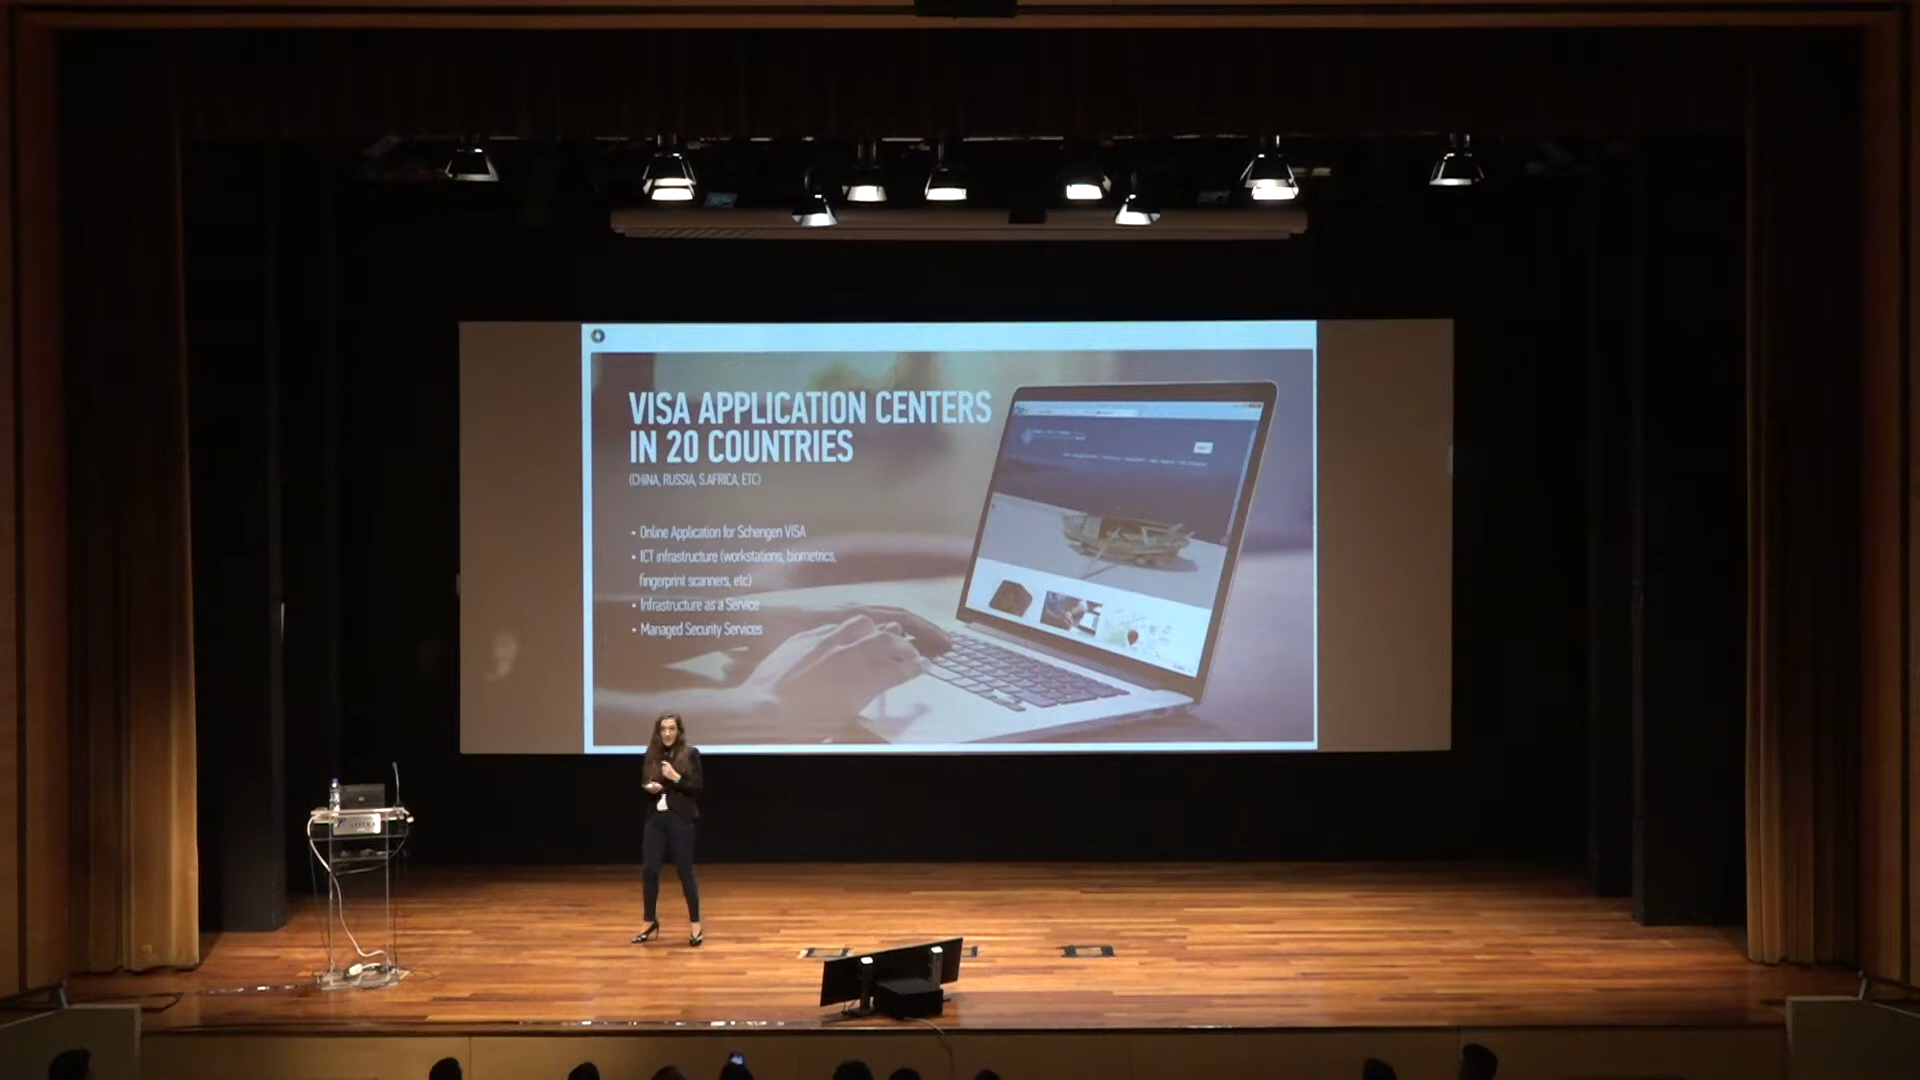 VISA APPLICATION CENTERS
IN 20 COUNTRIES
(CHINA, RUSSIA, S.AFRICA, ETC)
▪ Online Application for Schengen VISA
▪ ICT infrastructure (workstations, biometrics,
fingerprint scanners, etc)
▪ Infrastructure as a Service
▪ Managed Security Services